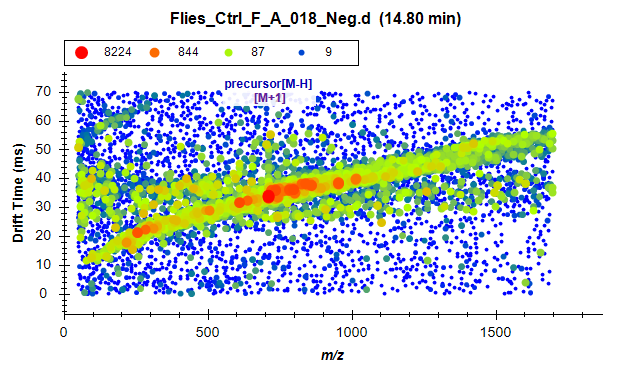 Flies_Ctrl_F_A_018_Neg.d (14.80 min)
8224 844 87 9
precursor[M-H]
[M+1]
Drift Time (ms)
70
60
50
40
30
20
10
0
0 500 1000 1500
m/z